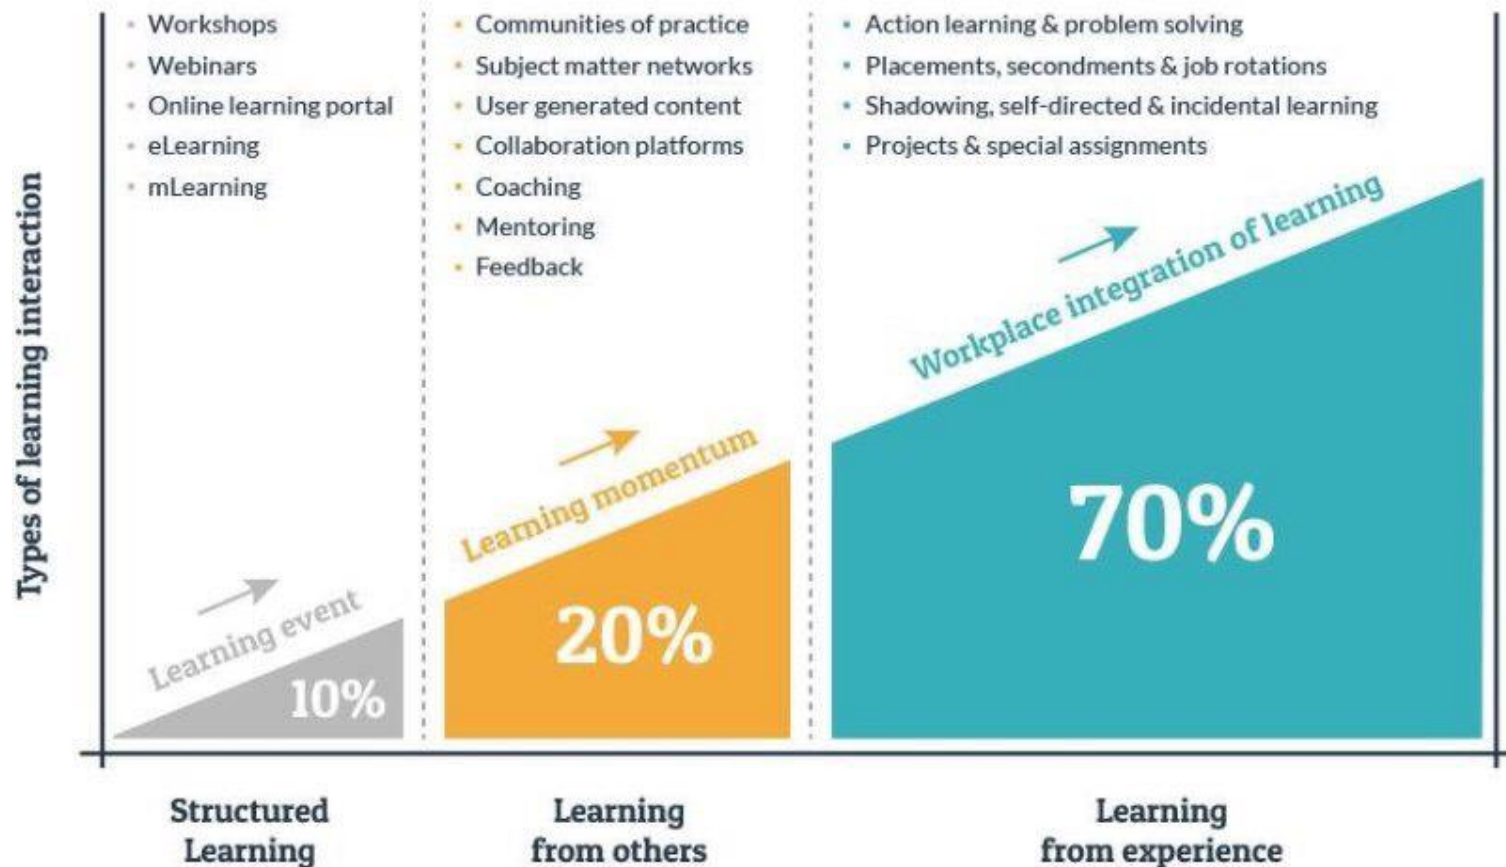 Types of learning interaction
Workshops
Webinars
Online learning portal
eLearning
mLearning
Learning event
10%
Structured
Learning
Communities of practice
Subject matter networks
User generated content
Collaboration platforms
Coaching
Mentoring
Feedback
Learning momentum
20%
Learning
from others
Action learning & problem solving
Placements, secondments & job rotations
Shadowing, self-directed & incidental learning
Projects & special assignments
Workplace integration of learning
70%
Learning
from experience